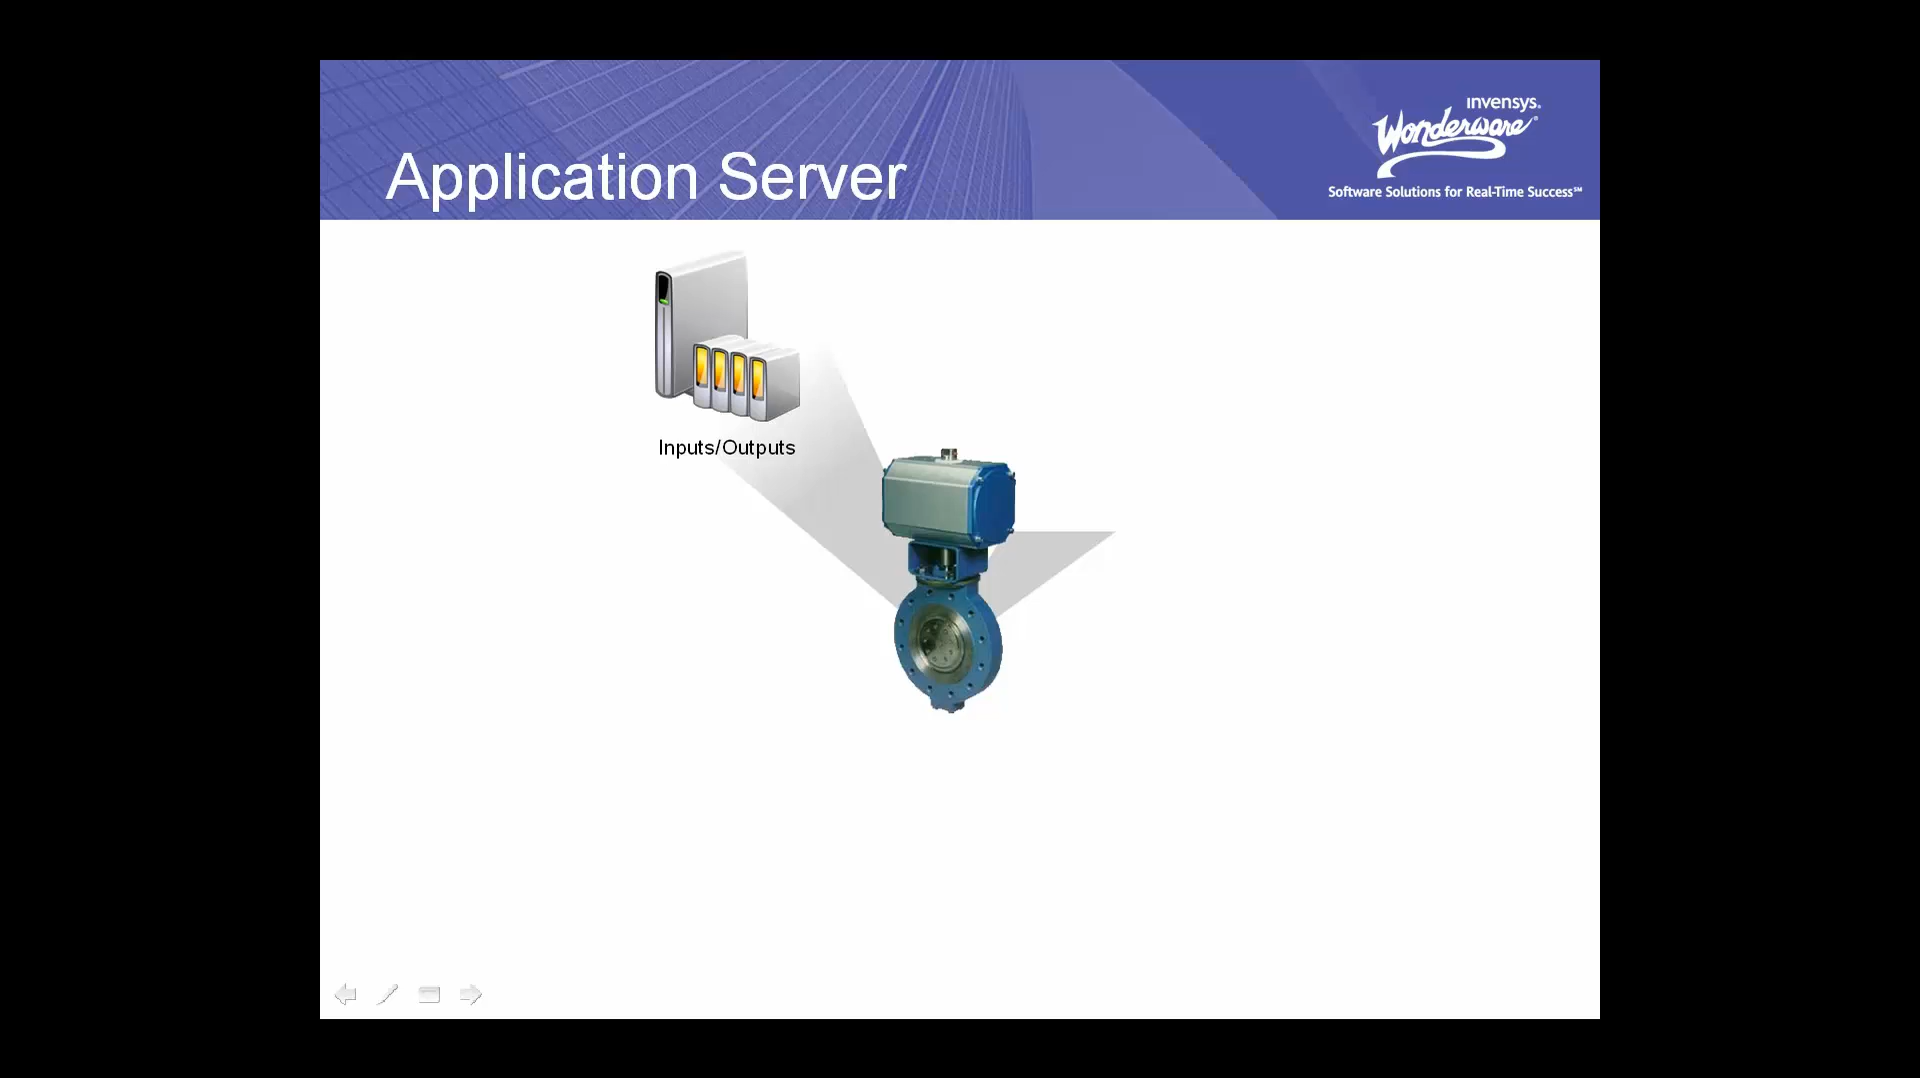 invensys.
Wonderware®
Software Solutions for Real-Time Success℠
Application Server
Inputs/Outputs